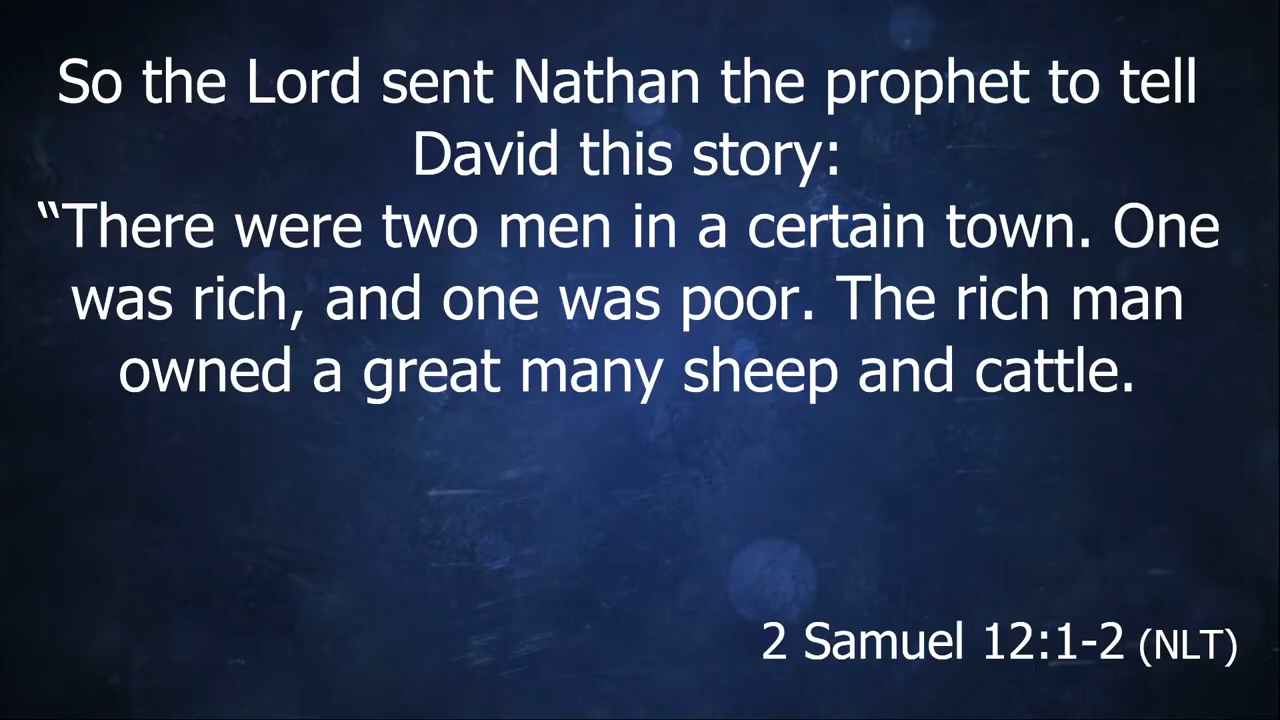 So the Lord sent Nathan the prophet to tell
David this story:
“There were two men in a certain town. One
was rich, and one was poor. The rich man
owned a great many sheep and cattle.
2 Samuel 12:1-2 (NLT)